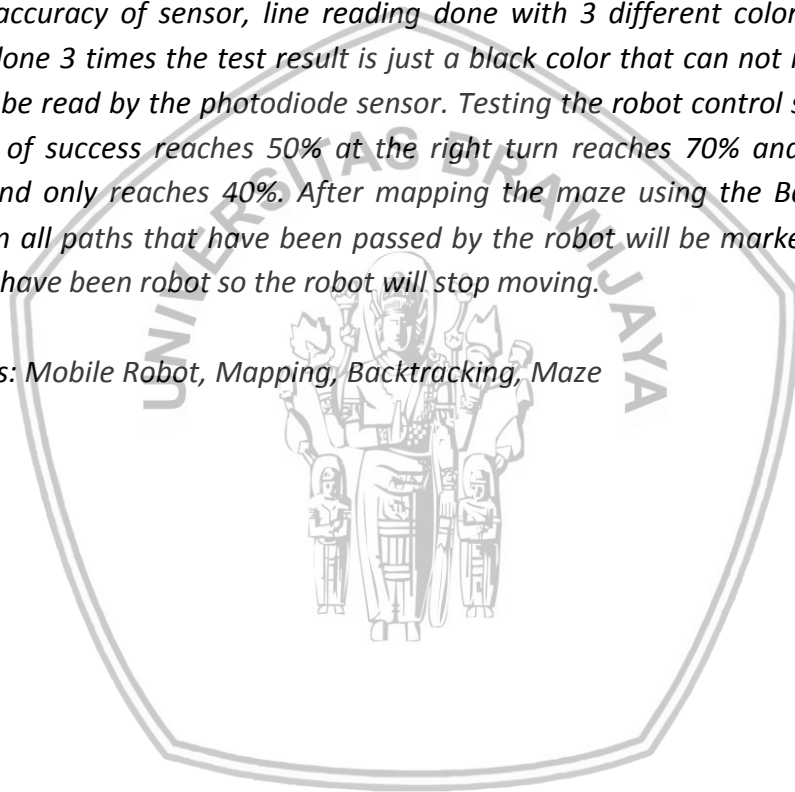 accuracy of sensor, line reading done with 3 different color
done 3 times the test result is just a black color that can not
be read by the photodiode sensor. Testing the robot control
of success reaches 50% at the right turn reaches 70% and
and only reaches 40%. After mapping the maze using the
all paths that have been passed by the robot will be marke
have been robot so the robot will stop moving.
s: Mobile Robot, Mapping, Backtracking, Maze
UNIVERSITAS BRAWIJAYA